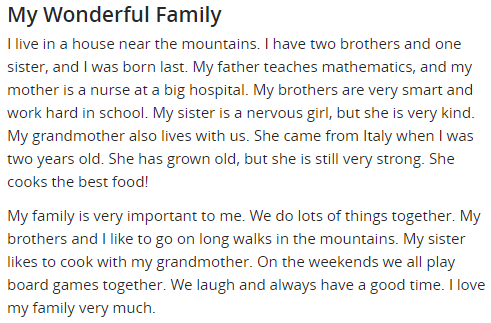 My Wonderful Family
I live in a house near the mountains. I have two brothers and one
sister, and I was born last. My father teaches mathematics, and my
mother is a nurse at a big hospital. My brothers are very smart and
work hard in school. My sister is a nervous girl, but she is very kind.
My grandmother also lives with us. She came from Italy when I was
two years old. She has grown old, but she is still very strong. She
cooks the best food!
My family is very important to me. We do lots of things together. My
brothers and I like to go on long walks in the mountains. My sister
likes to cook with my grandmother. On the weekends we all play
board games together. We laugh and always have a good time. I love
my family very much.